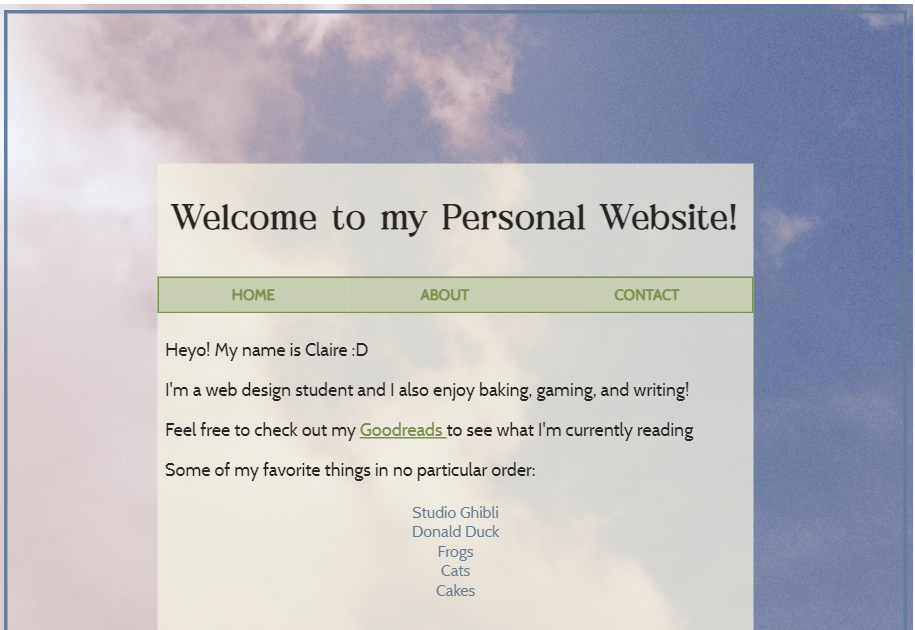 Welcome to my Personal Website!
HOME ABOUT CONTACT
Heyo! My name is Claire :D
I'm a web design student and I also enjoy baking, gaming, and writing!
Feel free to check out my Goodreads to see what I'm currently reading
Some of my favorite things in no particular order:
Studio Ghibli
Donald Duck
Frogs
Cats
Cakes